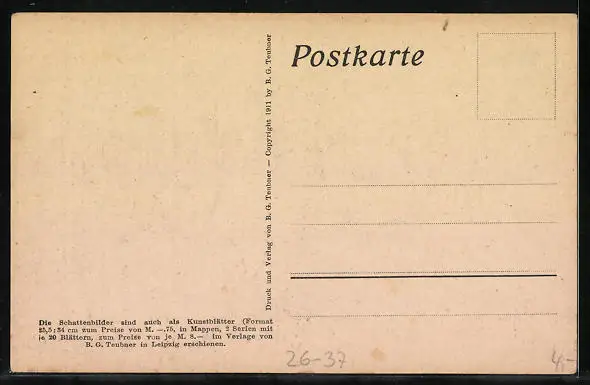 Postkarte
Druck und Verlag von B. G. Teubner — Copyright 1911 by B. G. Teubner
Die Schattenbilder sind auch als Kunstblätter (Format
25,5:34 cm zum Preise von M. —.75, in Mappen, 2 Serien mit
je 20 Blättern, zum Preise von je M. 8.— im Verlage von
B. G. Teubner in Leipzig erschienen.
26-37
4,-